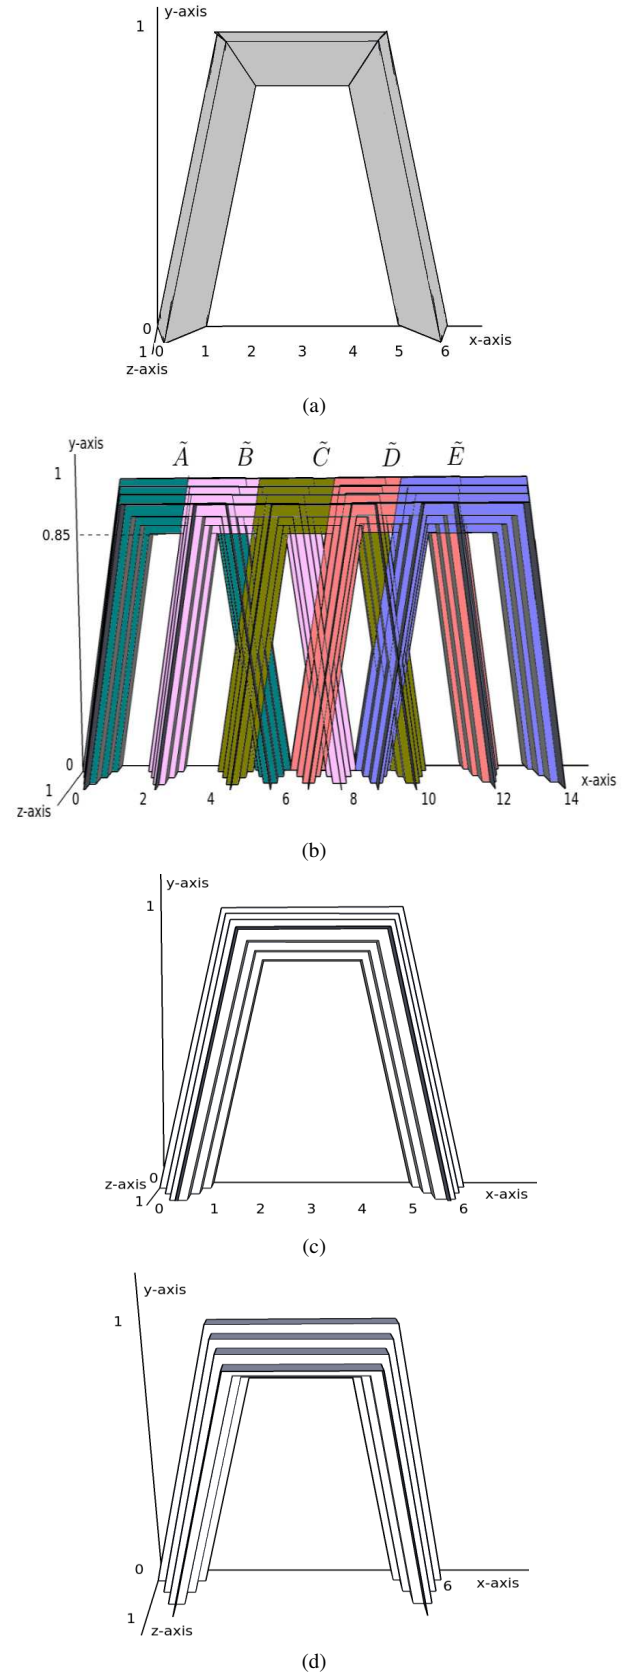 y-axis
1
0
1 0 1 2 3 4 5 6 x-axis
z-axis
(a)
y-axis
Ã B̃ C̃ D̃ Ẽ
1
0.85
0
1
z-axis 0 2 4 6 8 10 12 14 x-axis
(b)
y-axis
1
0
z-axis
1 0 1 2 3 4 5 6 x-axis
(c)
y-axis
1
0
6 x-axis
1
z-axis
(d)